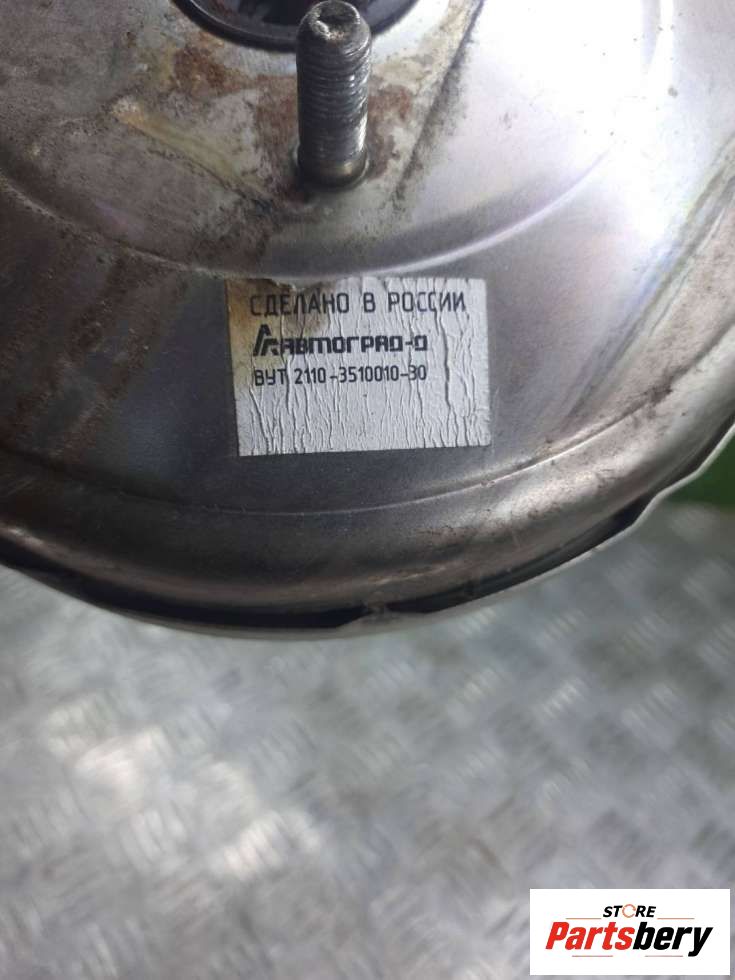 СДЕЛАНО В РОССИИ
АВТОГРАД-Д
ВУТ 2110-3510010-30
STORE
Partsbery